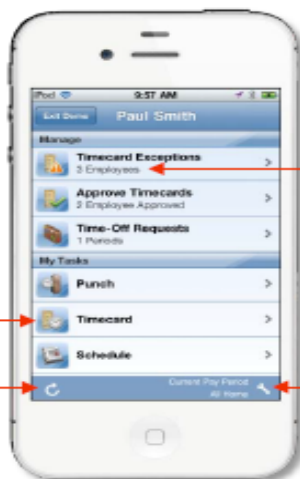 iPod 9:57 AM
Exit Demo Paul Smith
Manage
Timecard Exceptions
3 Employees
Approve Timecards
2 Employee Approved
Time-Off Requests
1 Periods
My Tasks
Punch
Timecard
Schedule
Current Pay Period
All Home